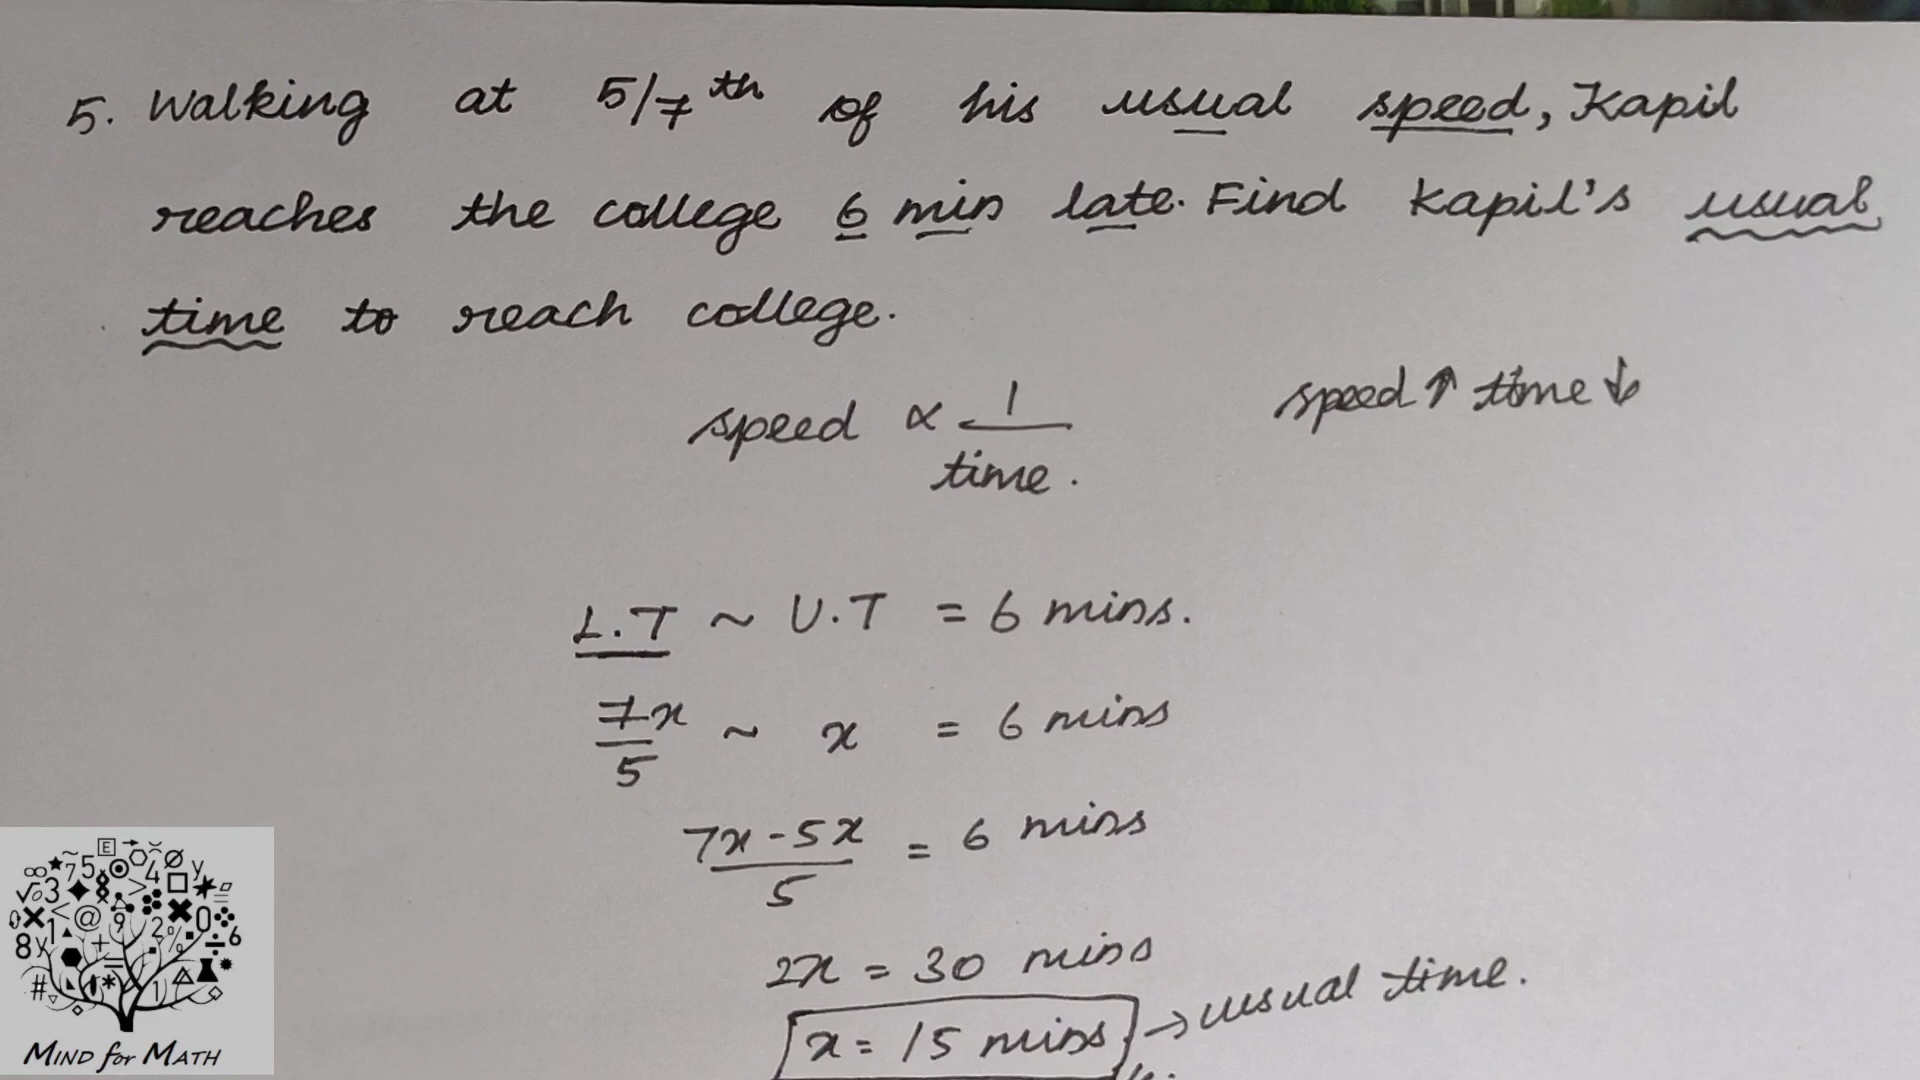 5. Walking at 5/7th of his usual speed, Kapil
reaches the college 6 min late. Find Kapil's usual
time to reach college.
speed ∝ 1/time.
speed ↑ time ↓
L.T ~ U.T = 6 mins.
7x/5 ~ x = 6 mins
7x-5x/5 = 6 mins
2x = 30 mins
x = 15 mins → usual time.
MIND for MATH